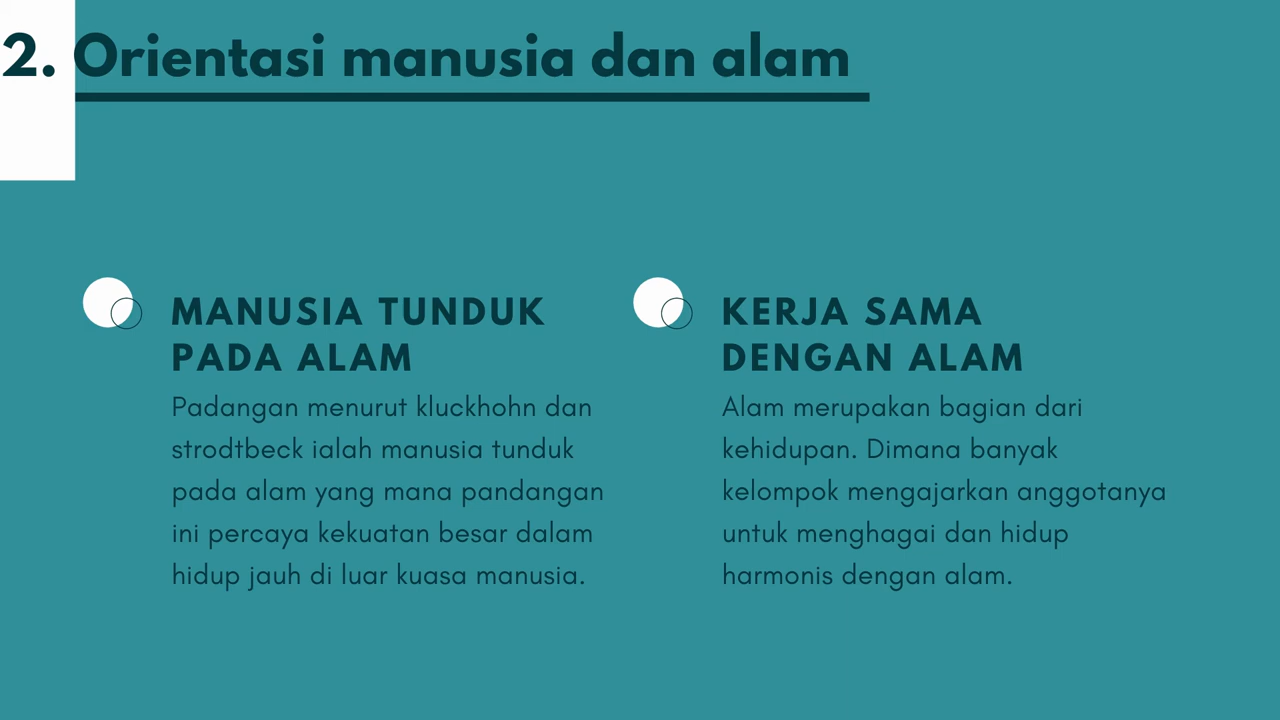 2. Orientasi manusia dan alam
MANUSIA TUNDUK
PADA ALAM
Padangan menurut kluckhohn dan
strodtbeck ialah manusia tunduk
pada alam yang mana pandangan
ini percaya kekuatan besar dalam
hidup jauh di luar kuasa manusia.
KERJA SAMA
DENGAN ALAM
Alam merupakan bagian dari
kehidupan. Dimana banyak
kelompok mengajarkan anggotanya
untuk menghagai dan hidup
harmonis dengan alam.